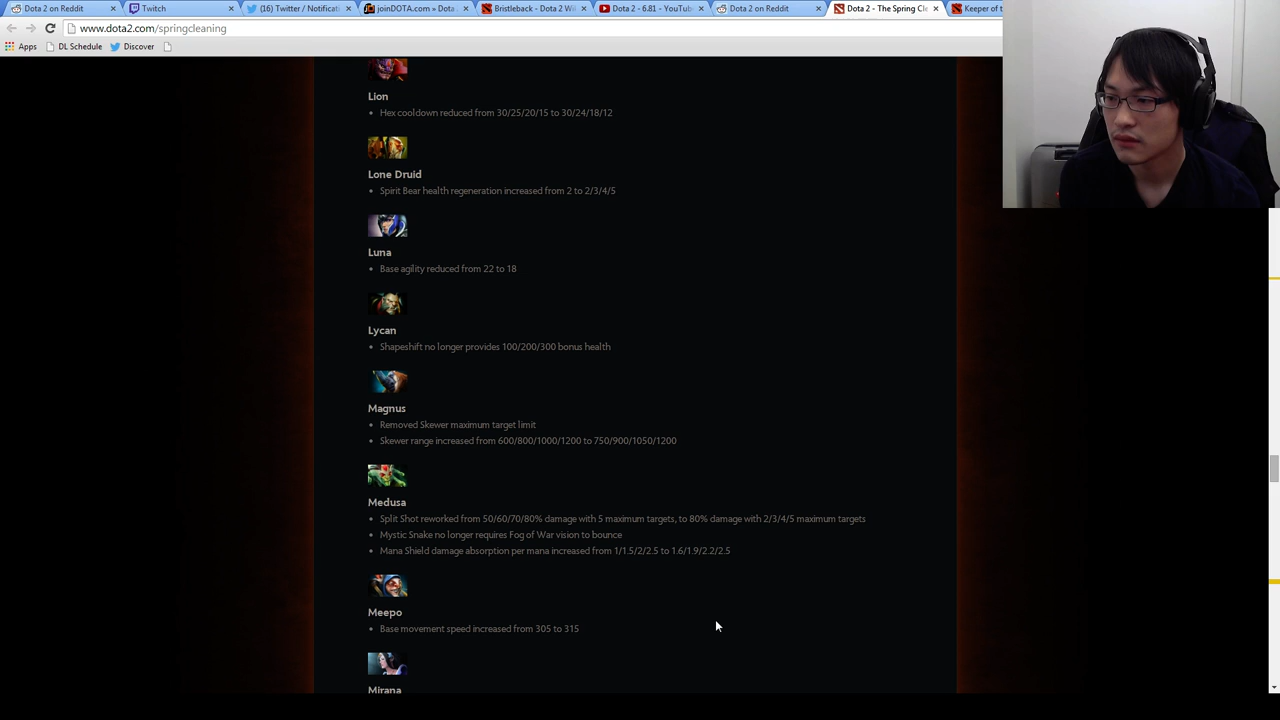 Dota 2 on Reddit
Twitch
(16) Twitter / Notificati
joinDOTA.com » Dota
Bristleback - Dota 2 Wi
Dota 2 - 6.81 - YouTub
Dota 2 on Reddit
Dota 2 - The Spring Cle
Keeper of t
www.dota2.com/springcleaning
Apps
DL Schedule
Discover
Lion
• Hex cooldown reduced from 30/25/20/15 to 30/24/18/12
Lone Druid
• Spirit Bear health regeneration increased from 2 to 2/3/4/5
Luna
• Base agility reduced from 22 to 18
Lycan
• Shapeshift no longer provides 100/200/300 bonus health
Magnus
• Removed Skewer maximum target limit
• Skewer range increased from 600/800/1000/1200 to 750/900/1050/1200
Medusa
• Split Shot reworked from 50/60/70/80% damage with 5 maximum targets, to 80% damage with 2/3/4/5 maximum targets
• Mystic Snake no longer requires Fog of War vision to bounce
• Mana Shield damage absorption per mana increased from 1/1.5/2/2.5 to 1.6/1.9/2.2/2.5
Meepo
• Base movement speed increased from 305 to 315
Mirana